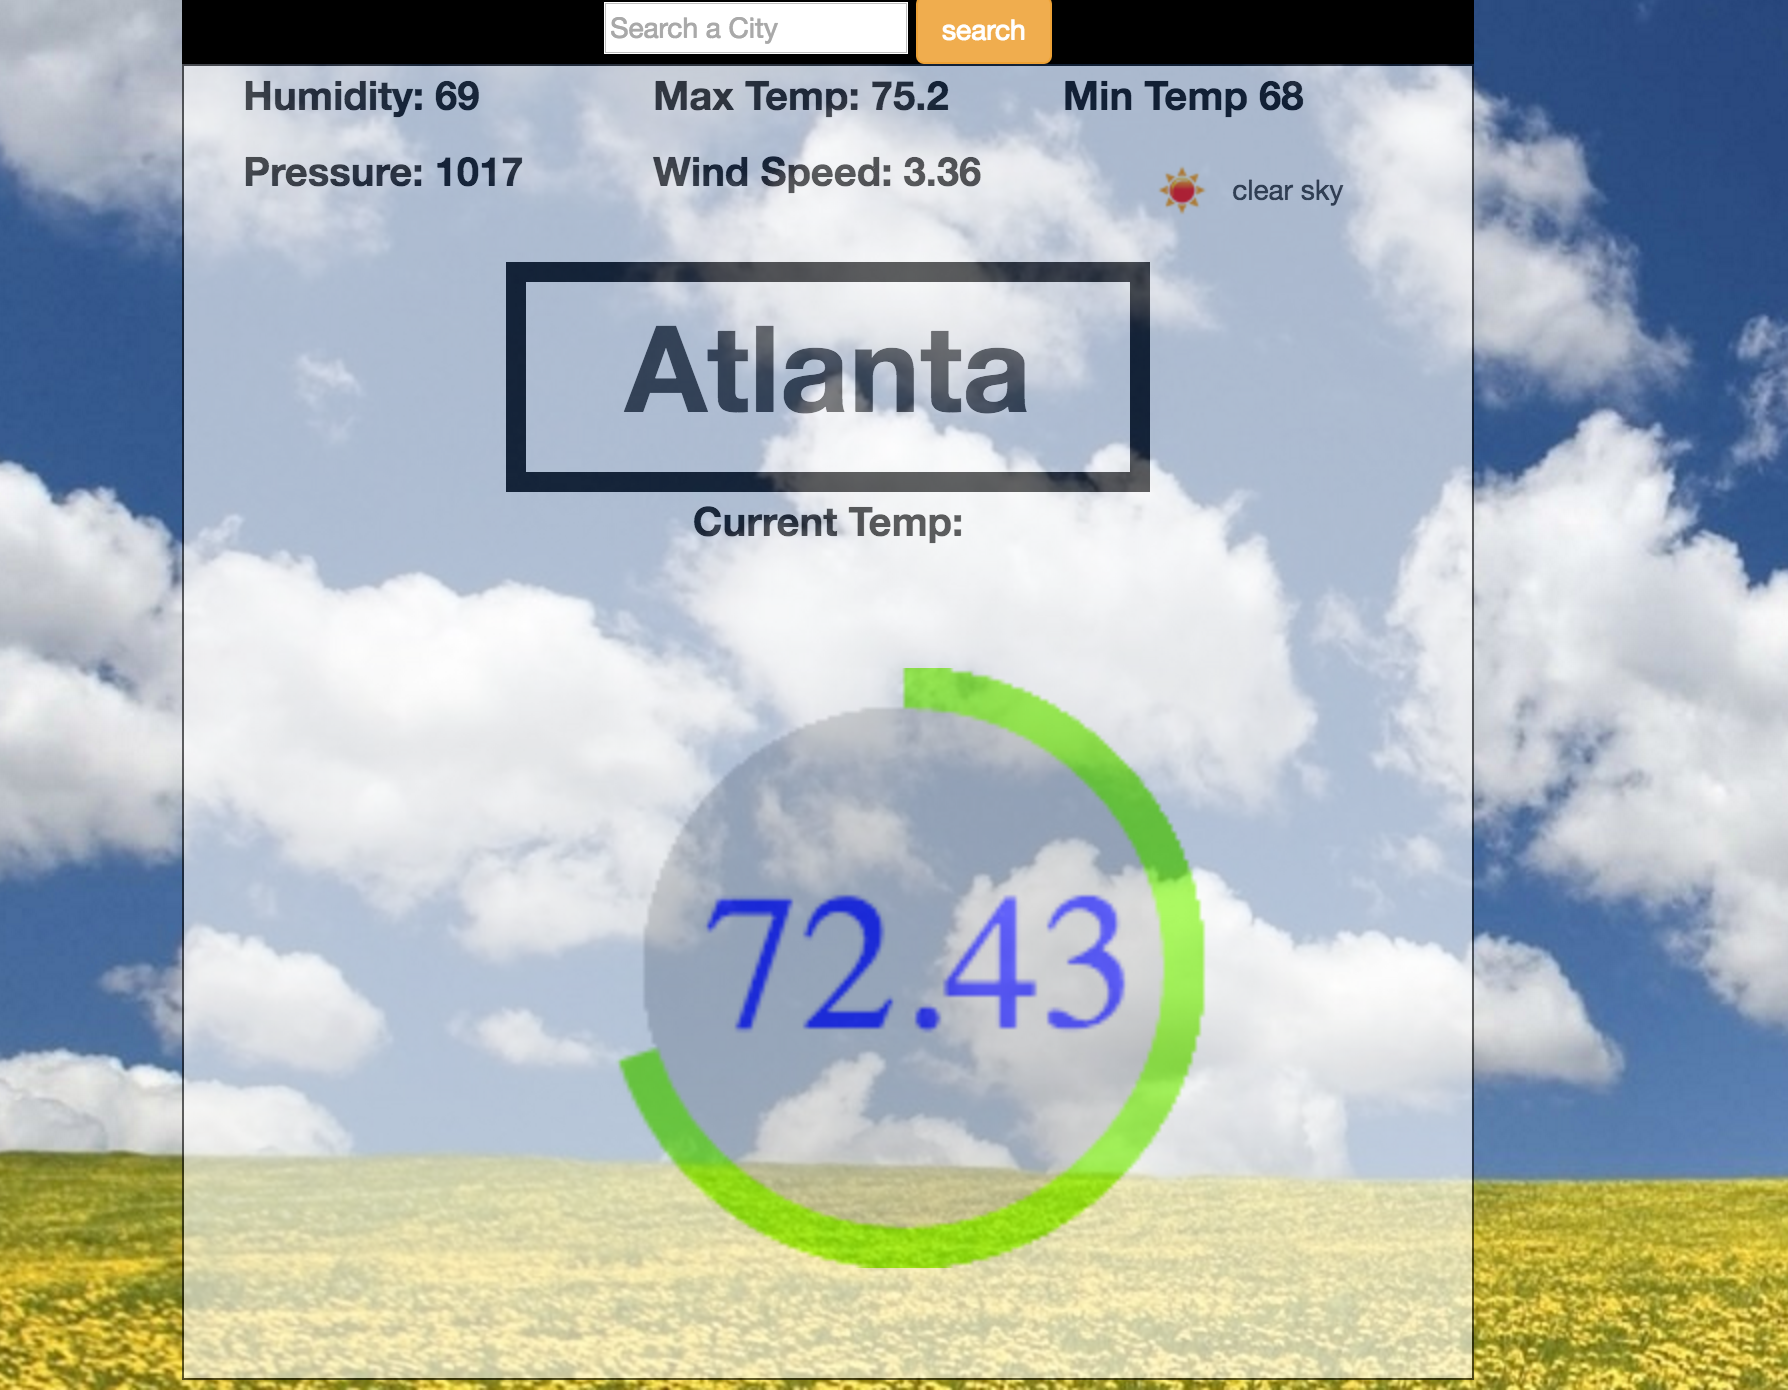 Search a City
search
Humidity: 69
Max Temp: 75.2
Min Temp 68
Pressure: 1017
Wind Speed: 3.36
clear sky
Atlanta
Current Temp:
72.43